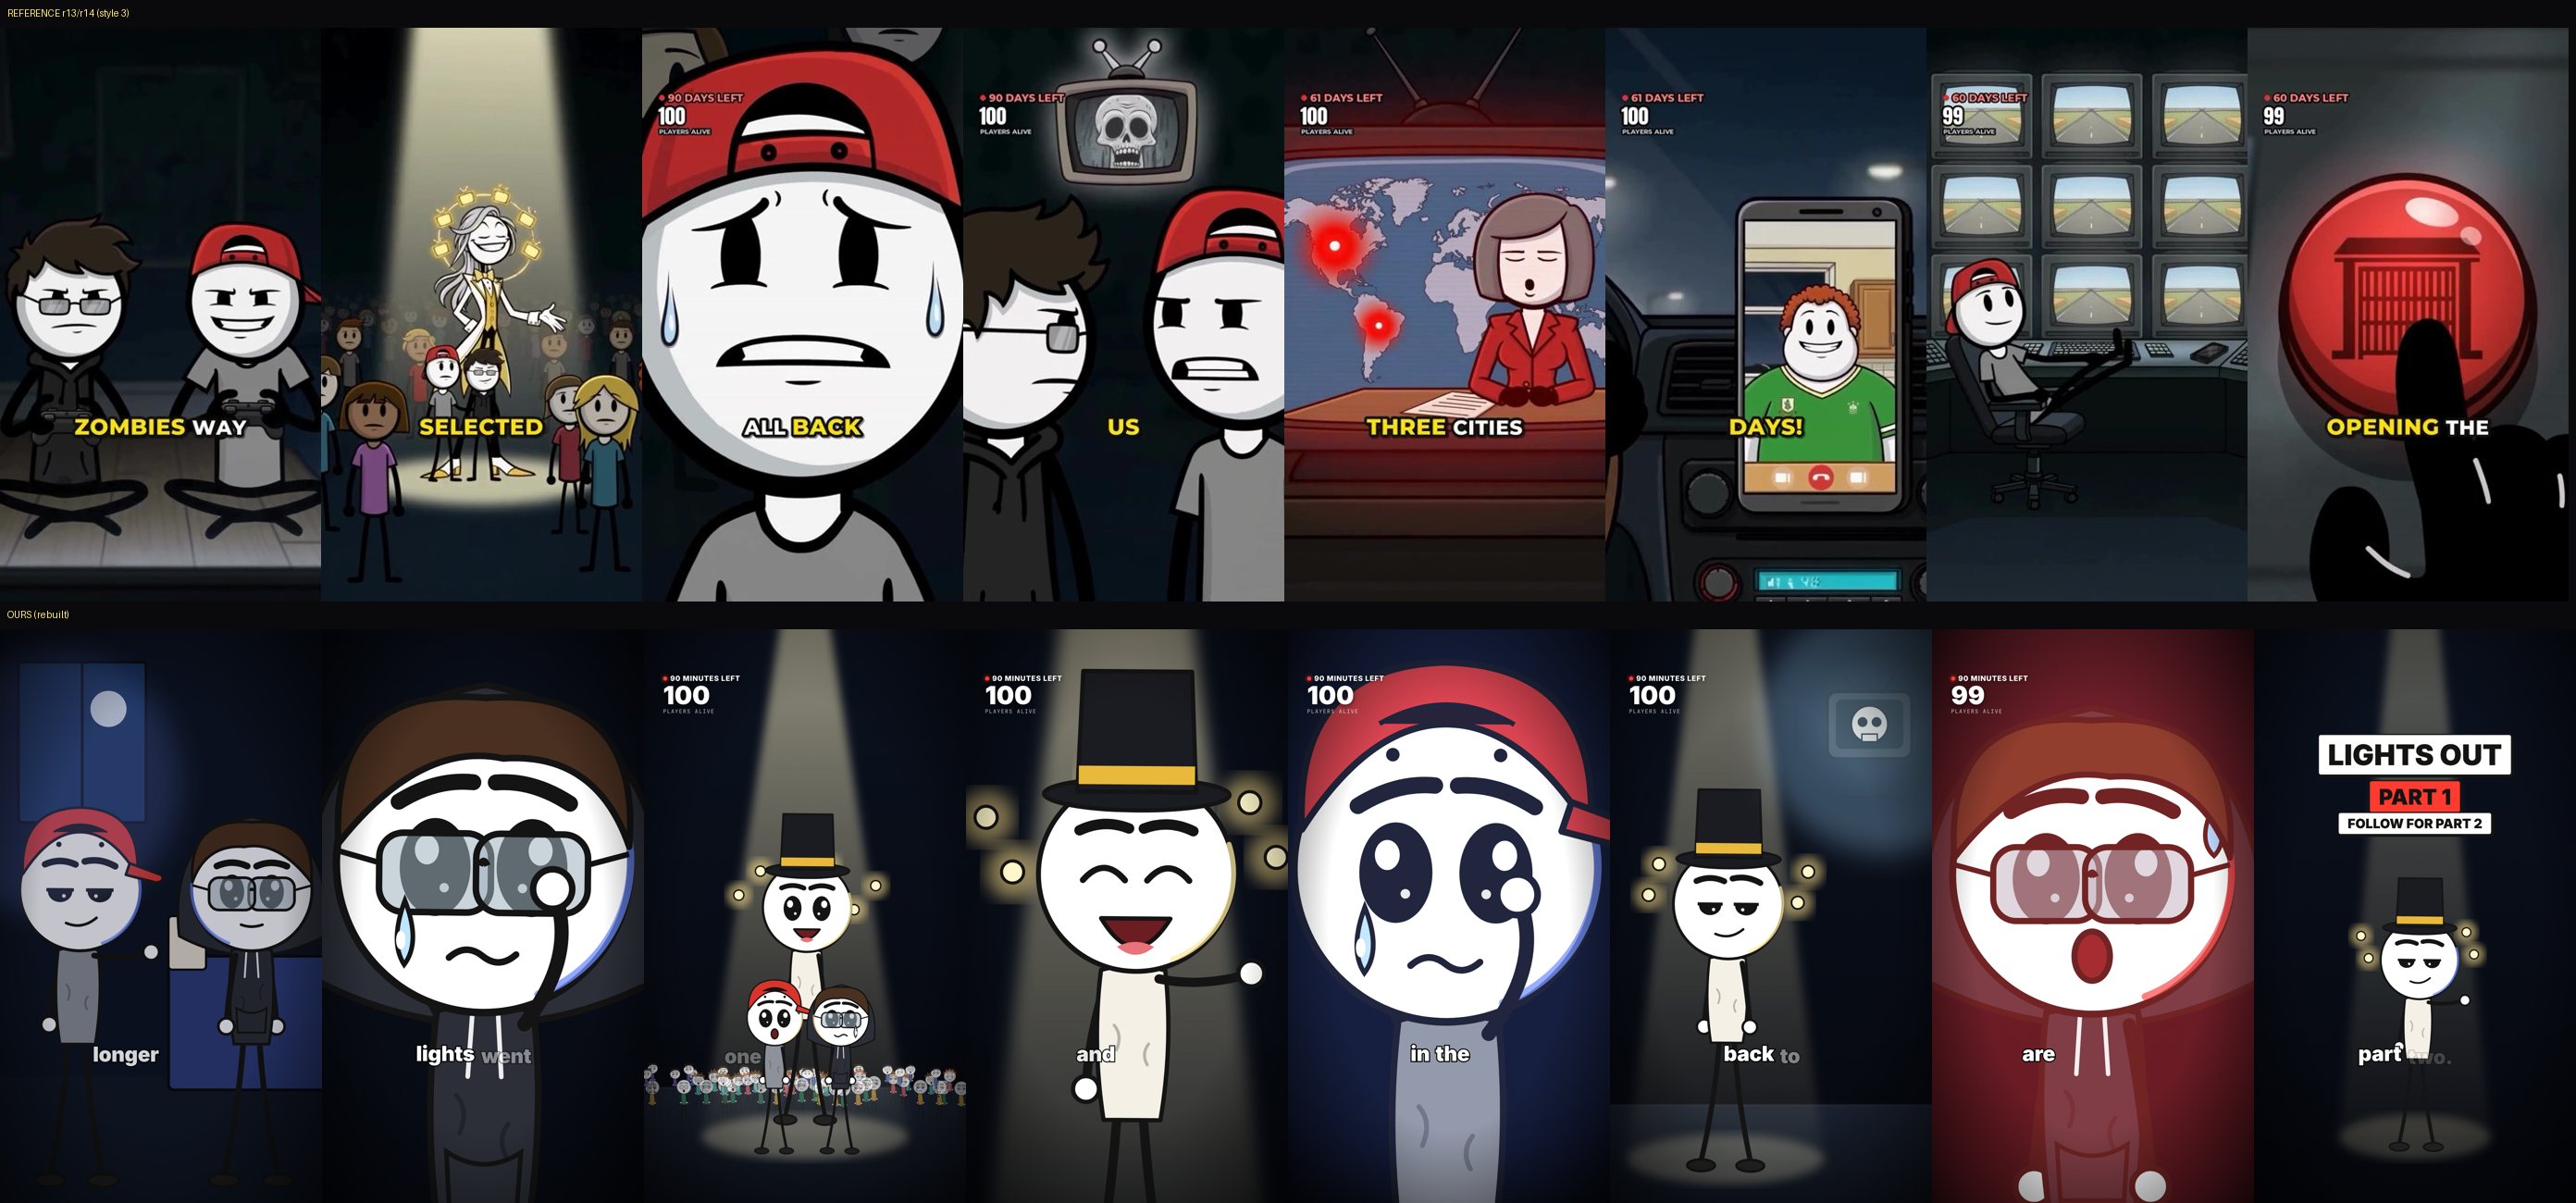 REFERENCE r13/r14 (style 3)
ZOMBIES WAY
SELECTED
90 DAYS LEFT
100
PLAYERS ALIVE
ALL BACK
90 DAYS LEFT
100
PLAYERS ALIVE
US
61 DAYS LEFT
100
PLAYERS ALIVE
THREE CITIES
61 DAYS LEFT
100
PLAYERS ALIVE
DAYS!
60 DAYS LEFT
99
PLAYERS ALIVE
60 DAYS LEFT
99
PLAYERS ALIVE
OPENING THE
OURS (rebuilt)
longer
lights went
90 MINUTES LEFT
100
PLAYERS ALIVE
one
90 MINUTES LEFT
100
PLAYERS ALIVE
and
90 MINUTES LEFT
100
PLAYERS ALIVE
in the
90 MINUTES LEFT
100
PLAYERS ALIVE
back to
90 MINUTES LEFT
99
PLAYERS ALIVE
are
LIGHTS OUT
PART 1
FOLLOW FOR PART 2
part two.